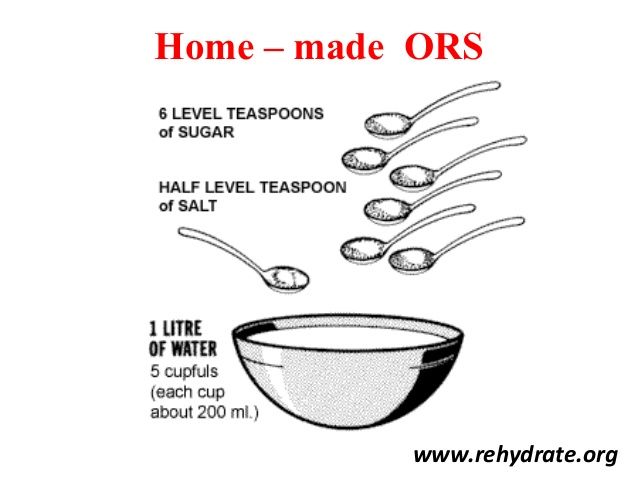 Home – made ORS
6 LEVEL TEASPOONS
of SUGAR
HALF LEVEL TEASPOON
of SALT
1 LITRE
OF WATER
5 cupfuls
(each cup
about 200 ml.)
www.rehydrate.org